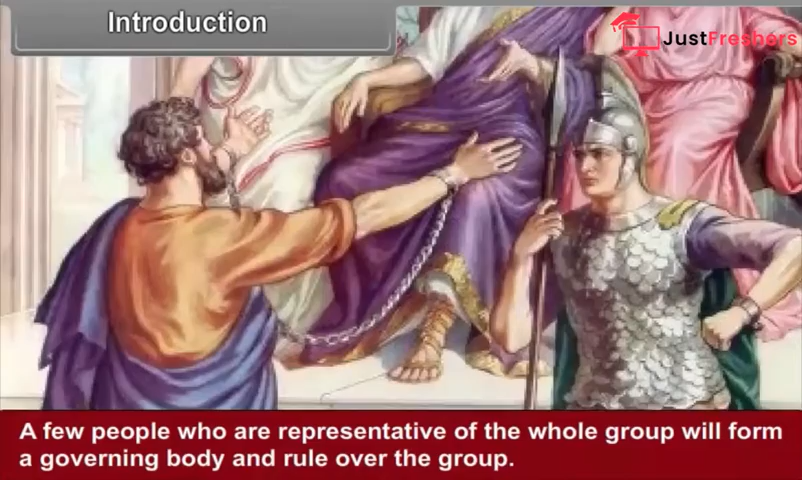 Introduction
JustFreshers
A few people who are representative of the whole group will form
a governing body and rule over the group.